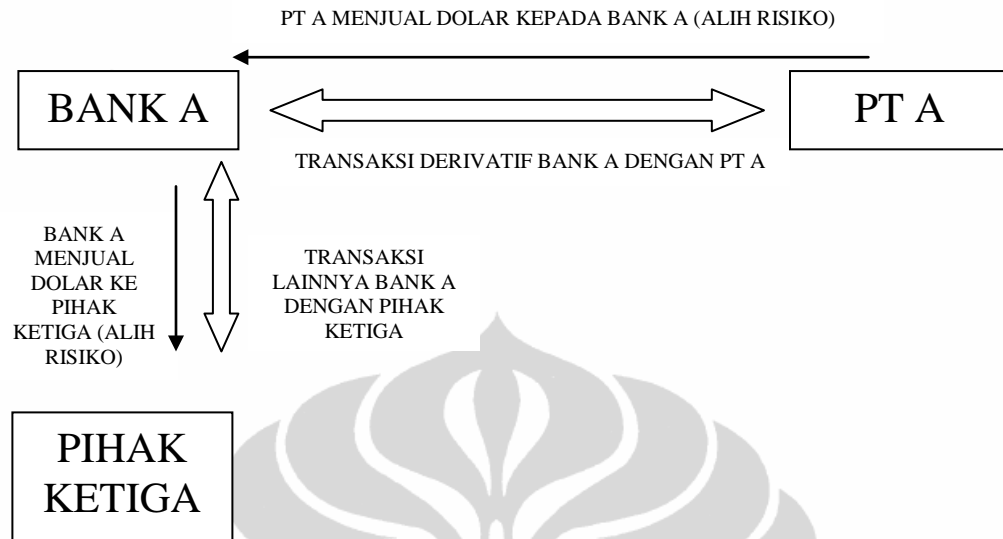 PT A MENJUAL DOLAR KEPADA BANK A (ALIH RISIKO)
BANK A
PT A
TRANSAKSI DERIVATIF BANK A DENGAN PT A
BANK A
MENJUAL
DOLAR KE
PIHAK
KETIGA (ALIH
RISIKO)
TRANSAKSI
LAINNYA BANK A
DENGAN PIHAK
KETIGA
PIHAK
KETIGA